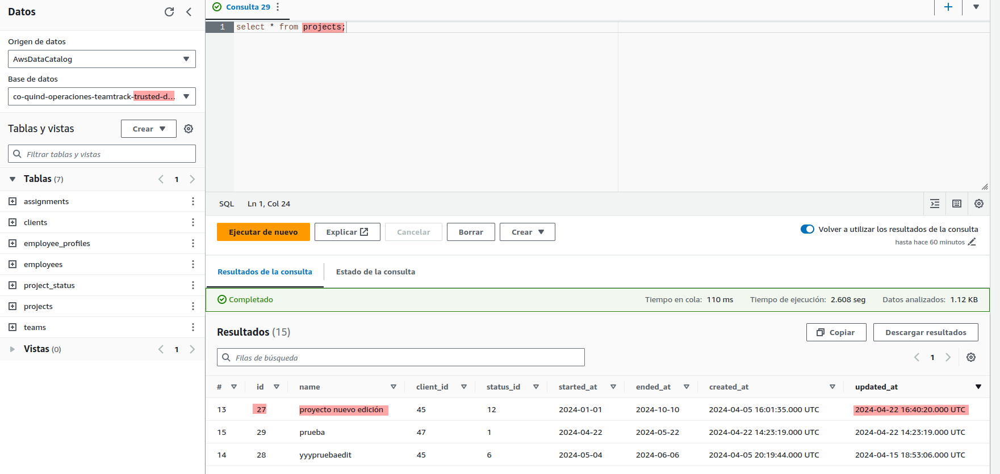 Datos
Origen de datos
AwsDataCatalog
Base de datos
co-quind-operaciones-teamtrack-trusted-d...
Tablas y vistas
Crear
Filtrar tablas y vistas
Tablas (7)
1
assignments
clients
employee_profiles
employees
project_status
projects
teams
Vistas (0)
1
Consulta 29
1 select * from projects;
SQL Ln 1, Col 24
Ejecutar de nuevo
Explicar
Cancelar
Borrar
Crear
Volver a utilizar los resultados de la consulta
hasta hace 60 minutos
Resultados de la consulta
Estado de la consulta
Completado
Tiempo en cola: 110 ms
Tiempo de ejecución: 2.608 seg
Datos analizados: 1.12 KB
Resultados (15)
Copiar
Descargar resultados
Filas de búsqueda
1
# id name client_id status_id started_at ended_at created_at updated_at
13 27 proyecto nuevo edición 45 12 2024-01-01 2024-10-10 2024-04-05 16:01:35.000 UTC 2024-04-22 16:40:20.000 UTC
15 29 prueba 47 1 2024-04-22 2024-05-22 2024-04-22 14:23:19.000 UTC 2024-04-22 14:23:19.000 UTC
14 28 yyypruebaedit 45 6 2024-05-04 2024-06-06 2024-04-05 20:19:44.000 UTC 2024-04-15 18:53:06.000 UTC